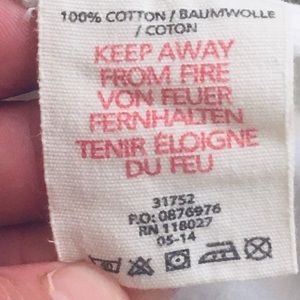 100% COTTON / BAUMWOLLE
/ COTON
KEEP AWAY
FROM FIRE
VON FEUER
FERNHALTEN
TENIR ÉLOIGNE
DU FEU
31752
P.O: 0876976
RN 118027
05-14